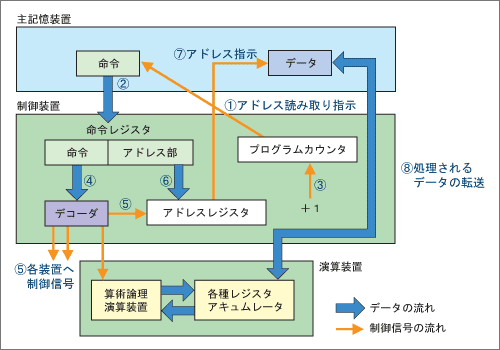 主記憶装置
⑦アドレス指示
命令
データ
②
制御装置
①アドレス読み取り指示
命令レジスタ
命令
アドレス部
プログラムカウンタ
⑧処理される
データの転送
④
⑥
③
デコーダ
⑤
アドレスレジスタ
＋１
⑤各装置へ
制御信号
演算装置
算術論理
演算装置
各種レジスタ
アキュムレータ
データの流れ
制御信号の流れ